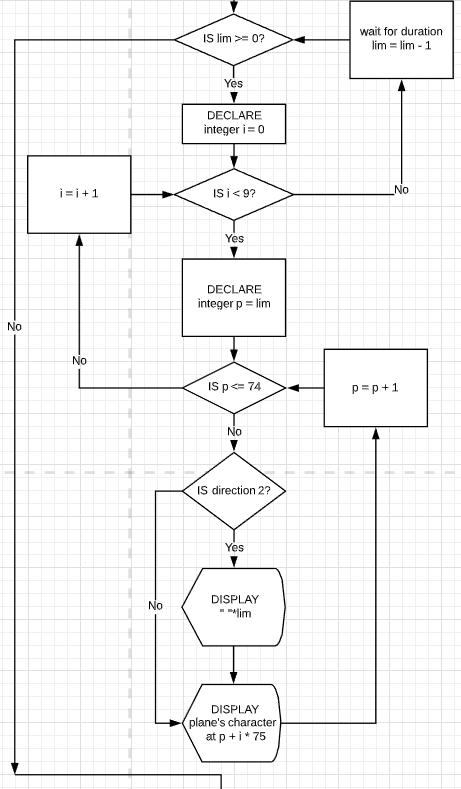 IS lim >= 0?
wait for duration
lim = lim - 1
Yes
DECLARE
integer i = 0
i = i + 1
IS i < 9?
No
Yes
DECLARE
integer p = lim
No
No
IS p <= 74
p = p + 1
No
IS direction 2?
Yes
DISPLAY
" "*lim
No
DISPLAY
plane's character
at p + i * 75